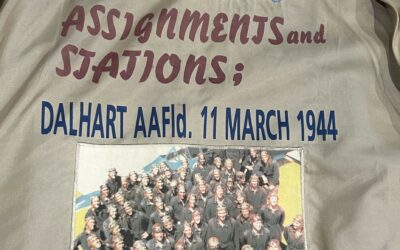 ASSIGNMENTS and
STATIONS;
DALHART AAFld. 11 MARCH 1944